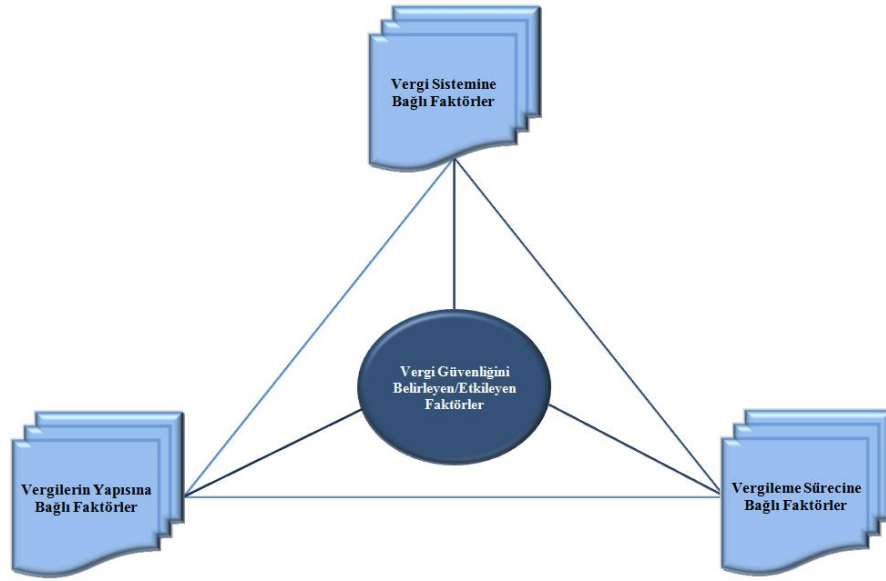 Vergi Sistemine
Bağlı Faktörler
Vergi Güvenliğini
Belirleyen/Etkileyen
Faktörler
Vergilerin Yapısına
Bağlı Faktörler
Vergileme Sürecine
Bağlı Faktörler